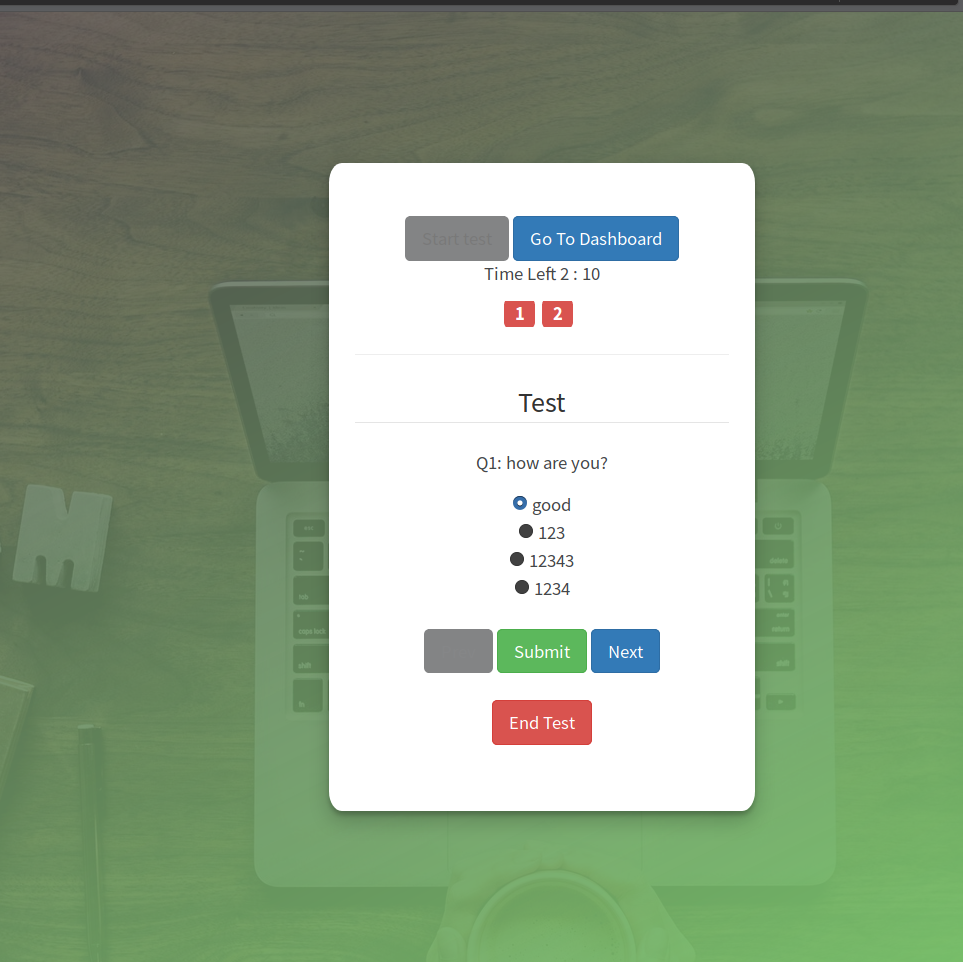 Start test Go To Dashboard
Time Left 2 : 10
1 2
Test
Q1: how are you?
good
123
12343
1234
Submit Next
End Test